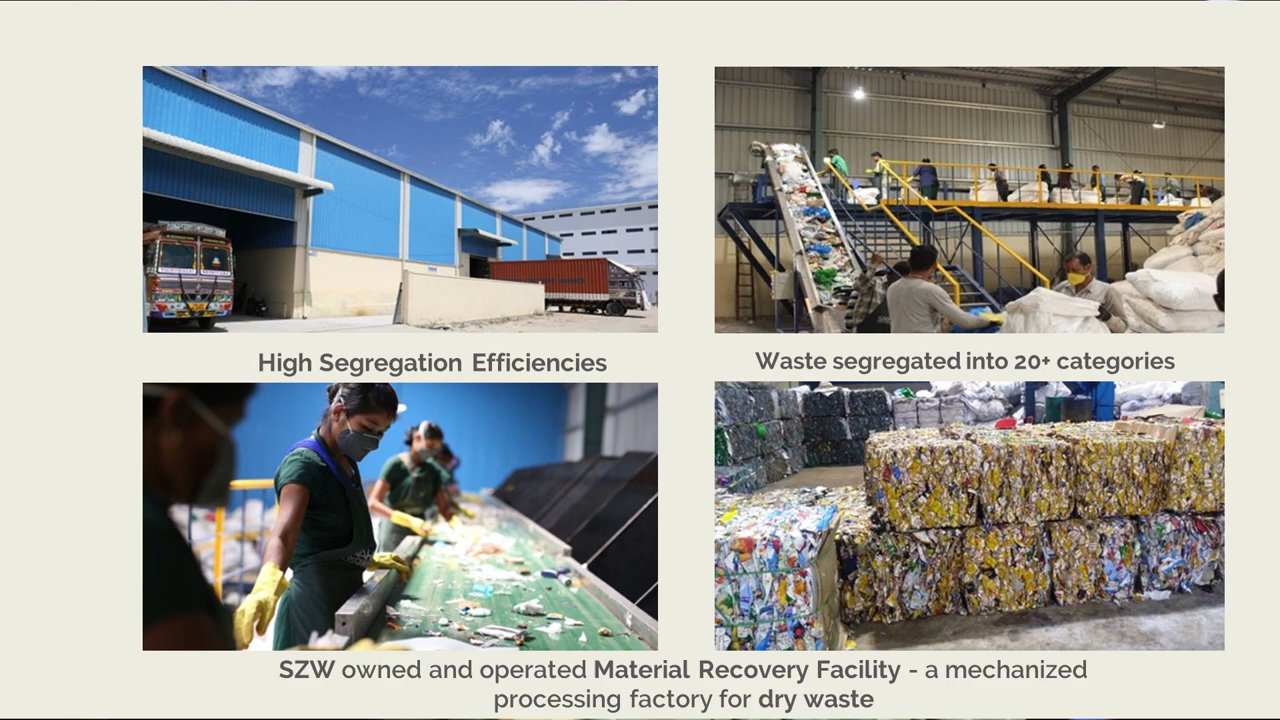 High Segregation Efficiencies
Waste segregated into 20+ categories
SZW owned and operated Material Recovery Facility - a mechanized
processing factory for dry waste